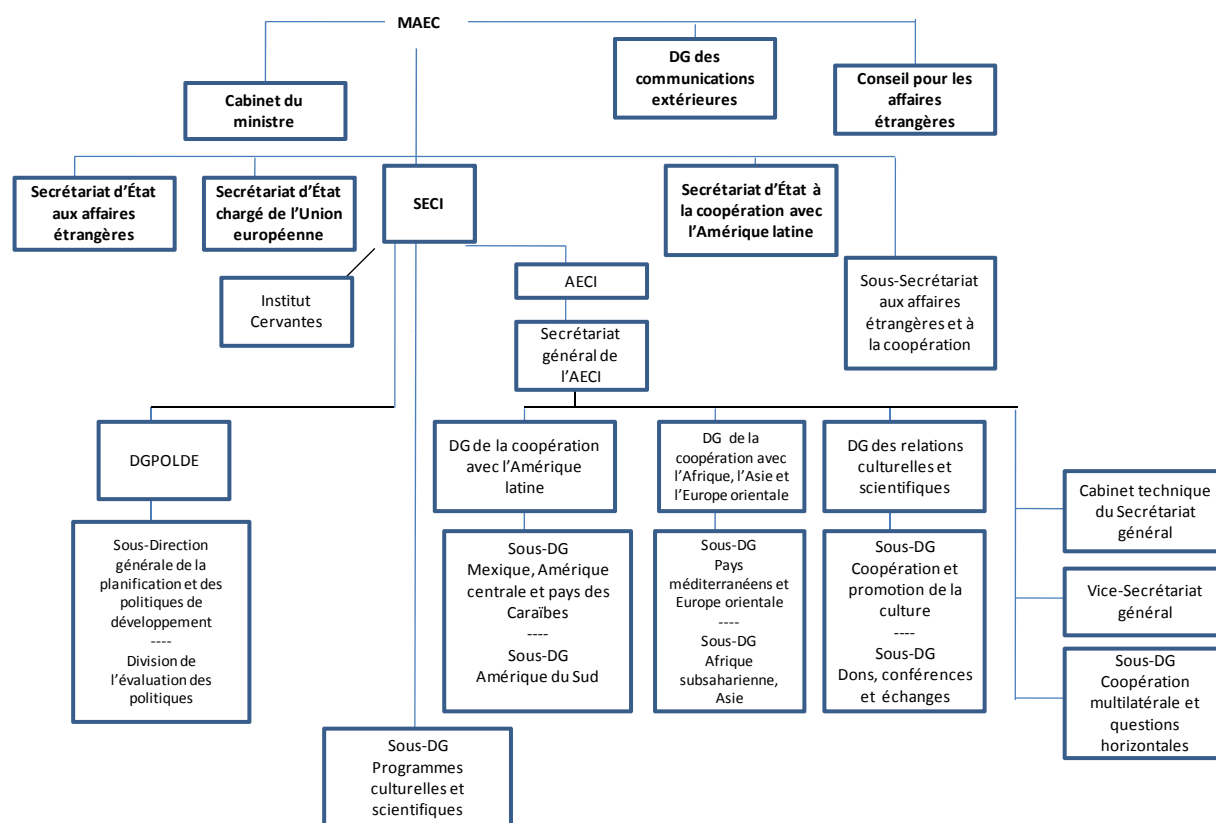 MAEC
Cabinet du
ministre
DG des
communications
extérieures
Conseil pour les
affaires
étrangères
Secrétariat d’État
aux affaires
étrangères
Secrétariat d’État
chargé de l’Union
européenne
SECI
Secrétariat d’État à
la coopération avec
l’Amérique latine
Sous-Secrétariat
aux affaires
étrangères et à
la coopération
Institut
Cervantes
AECI
Secrétariat
général de
l’AECI
DGPOLDE
DG de la coopération
avec l’Amérique
latine
DG de la
coopération avec
l’Afrique, l’Asie et
l’Europe orientale
DG des relations
culturelles et
scientifiques
Cabinet technique
du Secrétariat
général
Sous-Direction
générale de la
planification et des
politiques de
développement
----
Division de
l’évaluation des
politiques
Sous-DG
Mexique, Amérique
centrale et pays des
Caraïbes
----
Sous-DG
Amérique du Sud
Sous-DG
Pays
méditerranéens et
Europe orientale
----
Sous-DG
Afrique
subsaharienne,
Asie
Sous-DG
Coopération et
promotion de la
culture
----
Sous-DG
Dons, conférences
et échanges
Vice-Secrétariat
général
Sous-DG
Coopération
multilatérale et
questions
horizontales
Sous-DG
Programmes
culturelles et
scientifiques